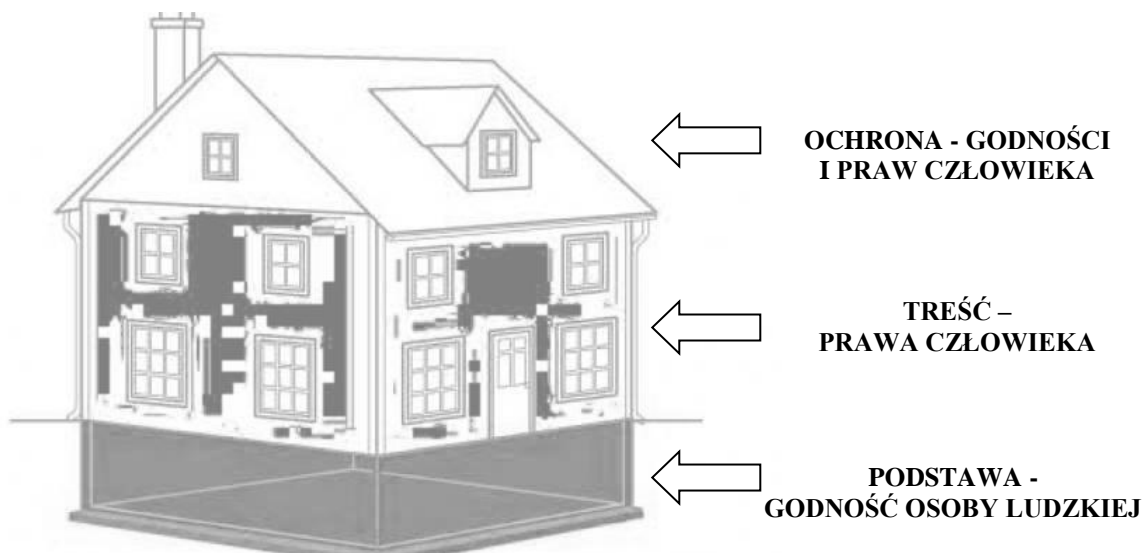 OCHRONA - GODNOŚCI
I PRAW CZŁOWIEKA
TREŚĆ –
PRAWA CZŁOWIEKA
PODSTAWA -
GODNOŚĆ OSOBY LUDZKIEJ